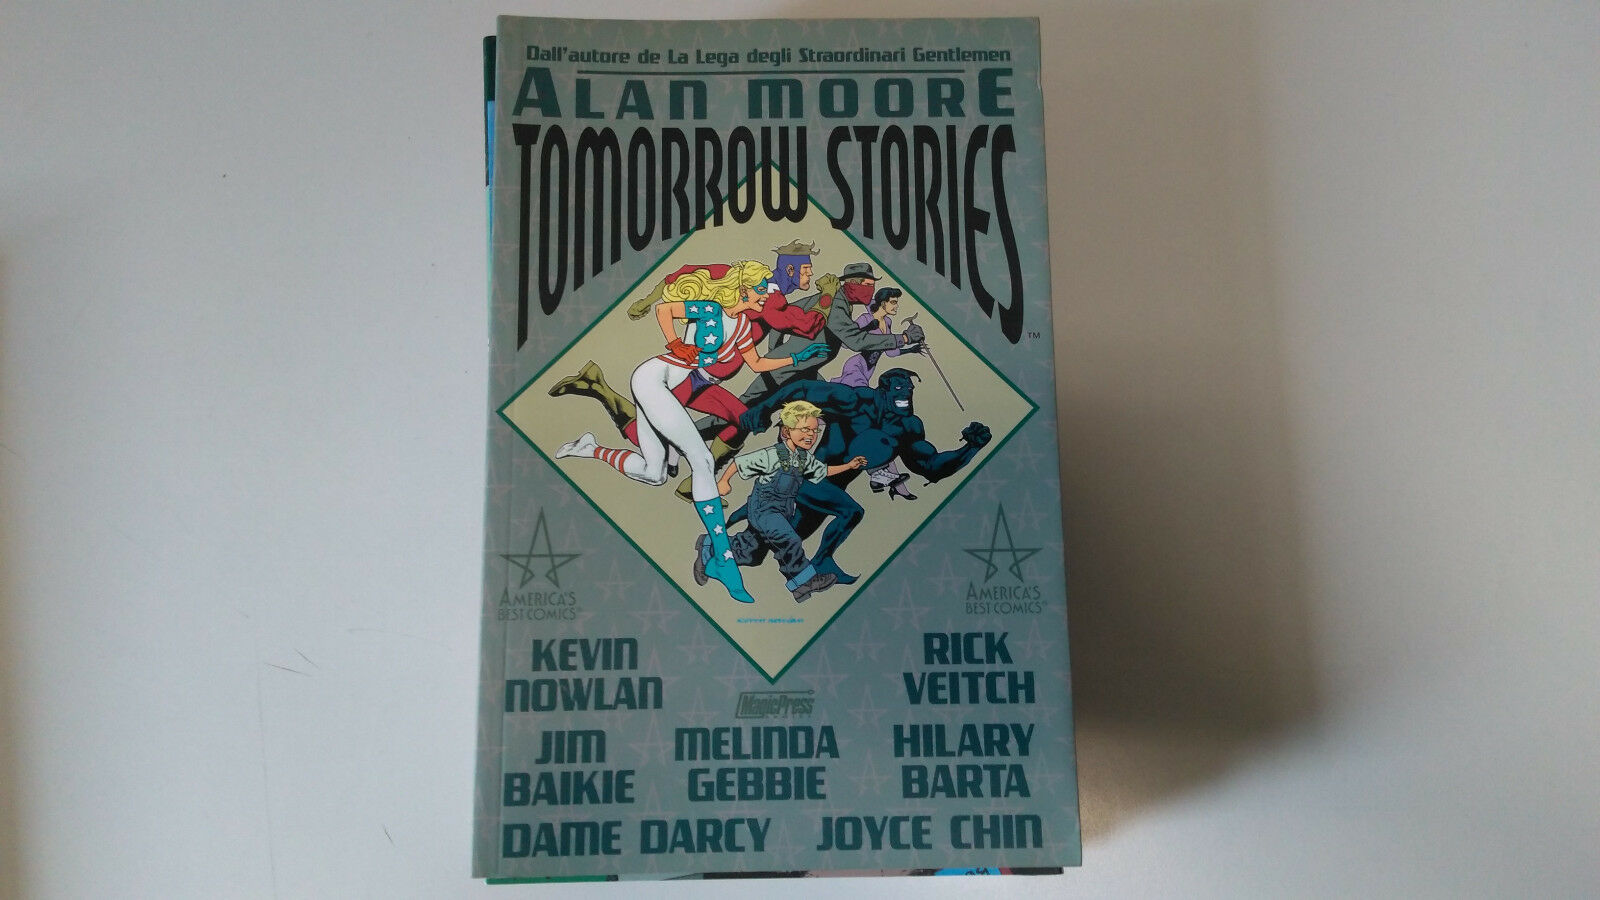 Dall'autore de La Lega degli Straordinari Gentlemen
ALAN MOORE
TOMORROW STORIES
TM
AMERICA'S
BEST COMICS
AMERICA'S
BEST COMICS
KEVIN
NOWLAN
RICK
VEITCH
MagicPress
JIM
BAIKIE
MELINDA
GEBBIE
HILARY
BARTA
DAME DARCY
JOYCE CHIN